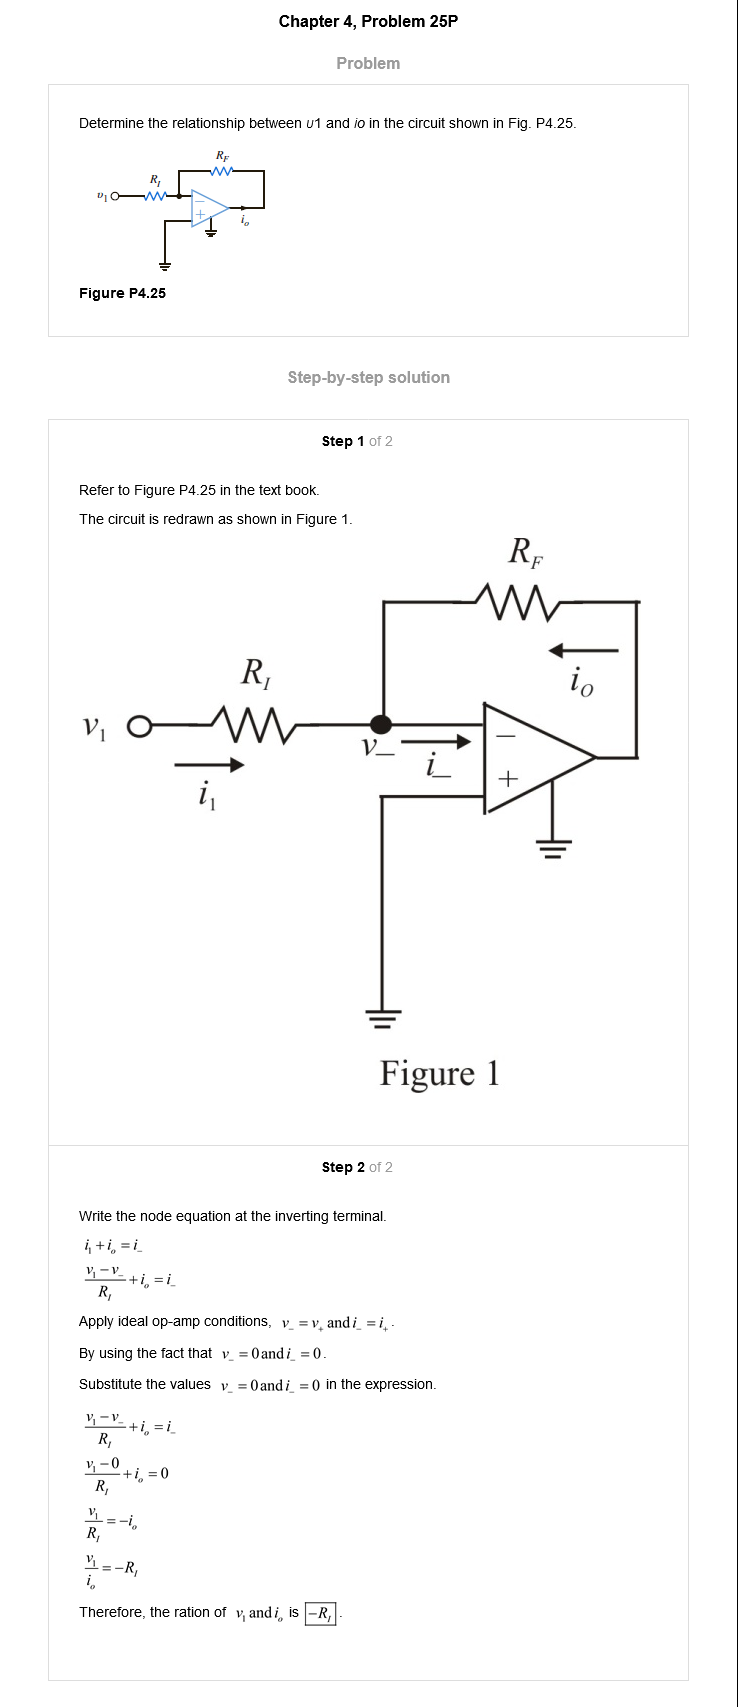 Chapter 4, Problem 25P
Problem
Determine the relationship between υ1 and io in the circuit shown in Fig. P4.25.
R_F
R_I
υ_1
−
+
i_o
Figure P4.25
Step-by-step solution
Step 1 of 2
Refer to Figure P4.25 in the text book.
The circuit is redrawn as shown in Figure 1.
R_F
i_O
R_I
v_1
v_−
i_−
−
+
i_1
Figure 1
Step 2 of 2
Write the node equation at the inverting terminal.
i_1 + i_o = i_−
(v_1 − v_−)/R_I + i_o = i_−
Apply ideal op-amp conditions, v_− = v_+ and i_− = i_+.
By using the fact that v_− = 0 and i_− = 0.
Substitute the values v_− = 0 and i_− = 0 in the expression.
(v_1 − v_−)/R_I + i_o = i_−
(v_1 − 0)/R_I + i_o = 0
v_1/R_I = −i_o
v_1/i_o = −R_I
Therefore, the ration of v_1 and i_o is −R_I.